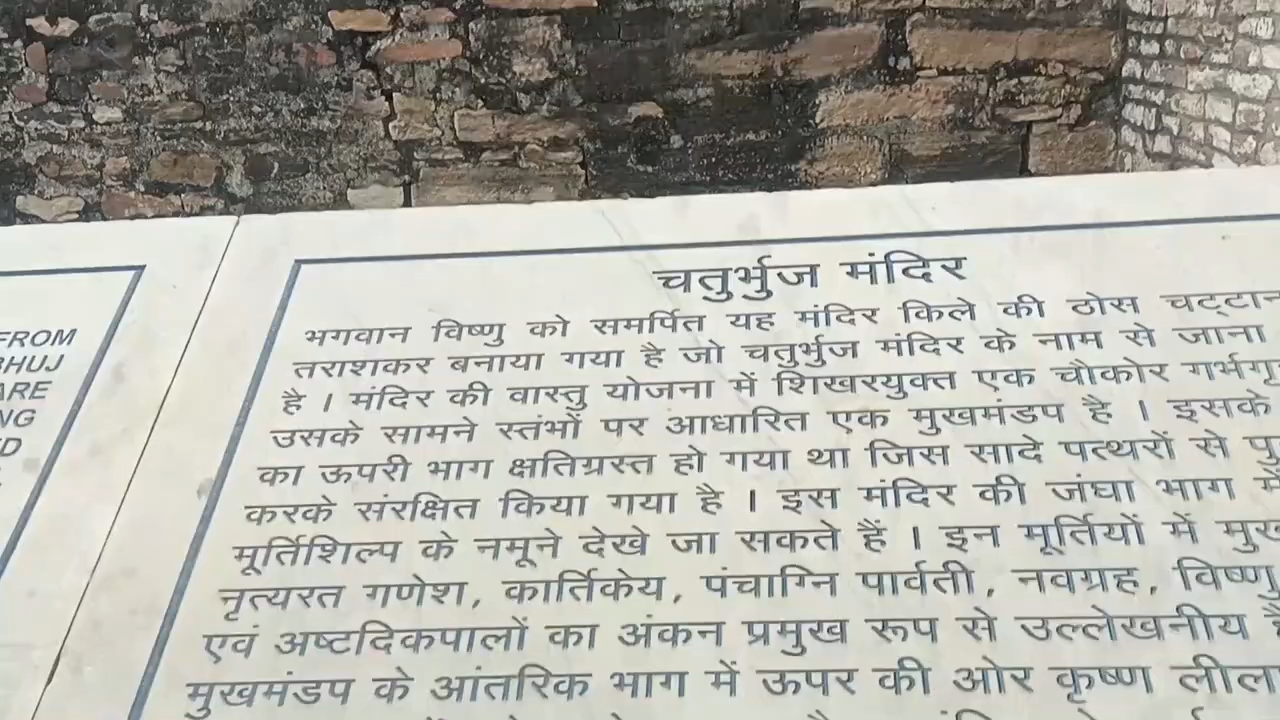 FROM
BHUJ
ARE
NG
ED
चतुर्भुज मंदिर
भगवान विष्णु को समर्पित यह मंदिर किले की ठोस चट्टान
तराशकर बनाया गया है जो चतुर्भुज मंदिर के नाम से जाना
है । मंदिर की वास्तु योजना में शिखरयुक्त एक चौकोर गर्भगृ
उसके सामने स्तंभों पर आधारित एक मुखमंडप है । इसके
का ऊपरी भाग क्षतिग्रस्त हो गया था जिस सादे पत्थरों से पु
करके संरक्षित किया गया है । इस मंदिर की जंघा भाग में
मूर्तिशिल्प के नमूने देखे जा सकते हैं । इन मूर्तियों में मुख
नृत्यरत गणेश, कार्तिकेय, पंचाग्नि पार्वती, नवग्रह, विष्णु
एवं अष्टदिकपालों का अंकन प्रमुख रूप से उल्लेखनीय है
मुखमंडप के आंतरिक भाग में ऊपर की ओर कृष्ण लीला